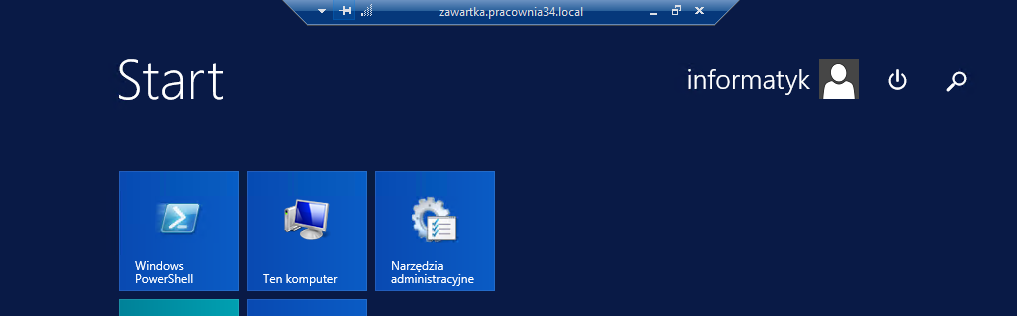 zawartka.pracownia34.local
Start
informatyk
Windows
PowerShell
Ten komputer
Narzędzia
administracyjne